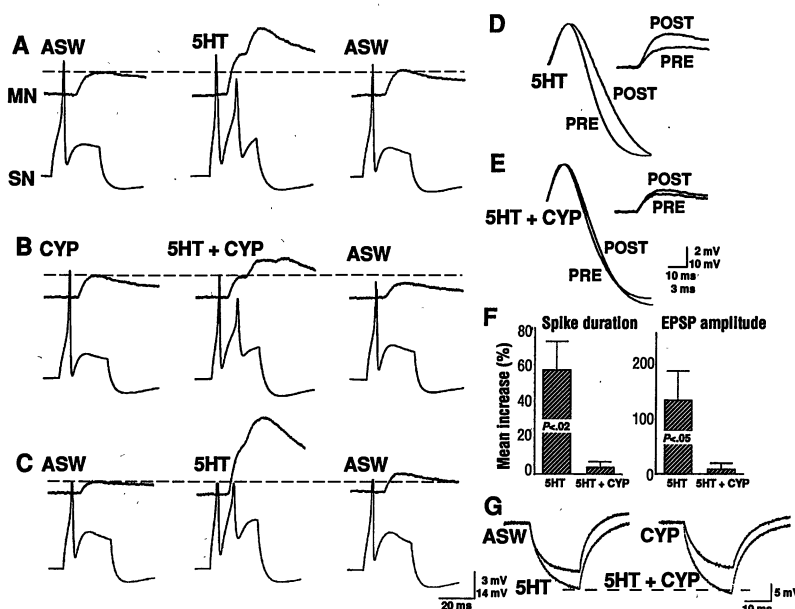 A
ASW
5HT
ASW
MN
SN
B
CYP
5HT + CYP
ASW
C
ASW
5HT
ASW
3 mV
14 mV
20 ms
D
5HT
POST
PRE
POST
PRE
E
5HT + CYP
POST
PRE
POST
PRE
2 mV
10 mV
10 ms
3 ms
F
Spike duration
EPSP amplitude
Mean increase (%)
80
60
40
20
0
P<.02
5HT
5HT + CYP
200
100
0
P<.05
5HT
5HT + CYP
G
ASW
5HT
CYP
5HT + CYP
5 mV